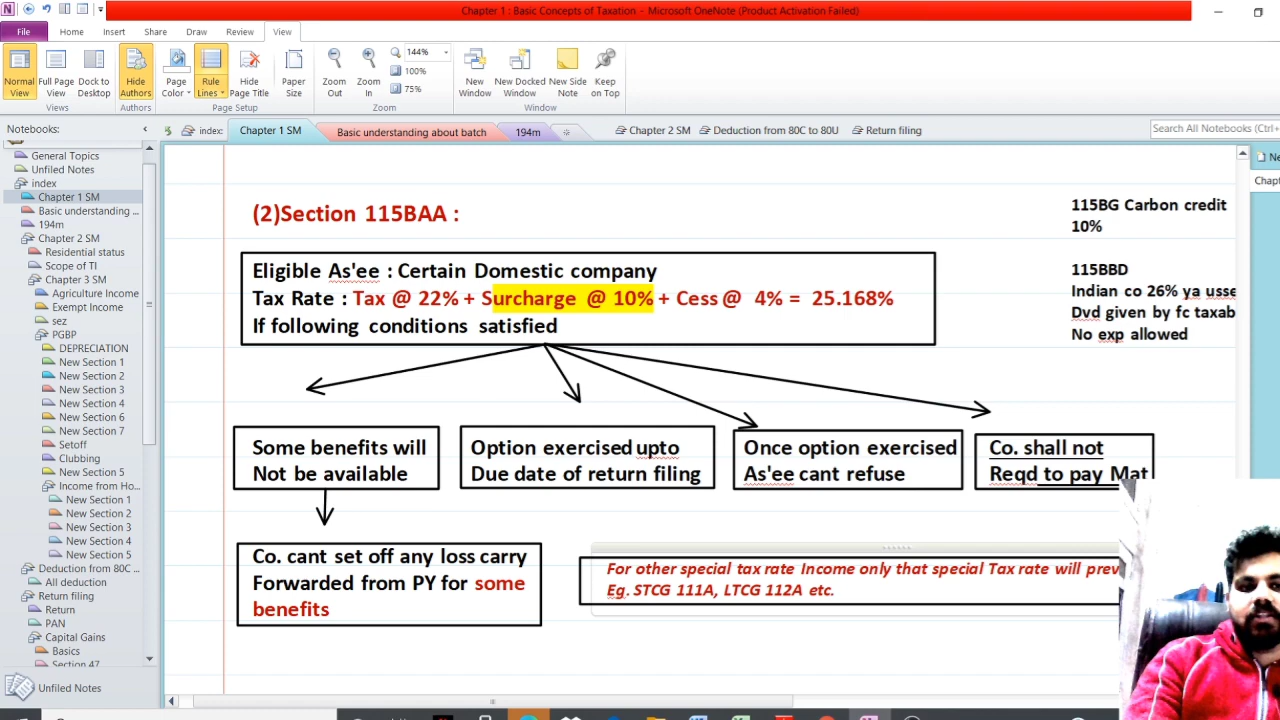 Chapter 1 : Basic Concepts of Taxation - Microsoft OneNote (Product Activation Failed)
File Home Insert Share Draw Review View
Normal View
Full Page View
Dock to Desktop
Hide Authors
Page Color
Rule Lines
Hide Page Title
Paper Size
Zoom Out
Zoom In
144%
100%
75%
New Window
New Docked Window
New Side Note
Keep on Top
Views Authors Page Setup Zoom Window
Notebooks:
index: Chapter 1 SM Basic understanding about batch 194m Chapter 2 SM Deduction from 80C to 80U Return filing
Search All Notebooks (Ctrl+
General Topics
Unfiled Notes
index
Chapter 1 SM
Basic understanding ...
194m
Chapter 2 SM
Residential status
Scope of TI
Chapter 3 SM
Agriculture Income
Exempt Income
sez
PGBP
DEPRECIATION
New Section 1
New Section 2
New Section 3
New Section 4
New Section 6
New Section 7
Setoff
Clubbing
New Section 5
Income from Ho...
New Section 1
New Section 2
New Section 3
New Section 4
New Section 5
Deduction from 80C ...
All deduction
Return filing
Return
PAN
Capital Gains
Basics
Section 47
Unfiled Notes
(2)Section 115BAA :
Eligible As'ee : Certain Domestic company
Tax Rate : Tax @ 22% + Surcharge @ 10% + Cess @ 4% = 25.168%
If following conditions satisfied
Some benefits will
Not be available
Option exercised upto
Due date of return filing
Once option exercised
As'ee cant refuse
Co. shall not
Reqd to pay Mat
Co. cant set off any loss carry
Forwarded from PY for some
benefits
For other special tax rate Income only that special Tax rate will prev
Eg. STCG 111A, LTCG 112A etc.
115BG Carbon credit
10%
115BBD
Indian co 26% ya usse
Dvd given by fc taxab
No exp allowed
Ne
Chapt